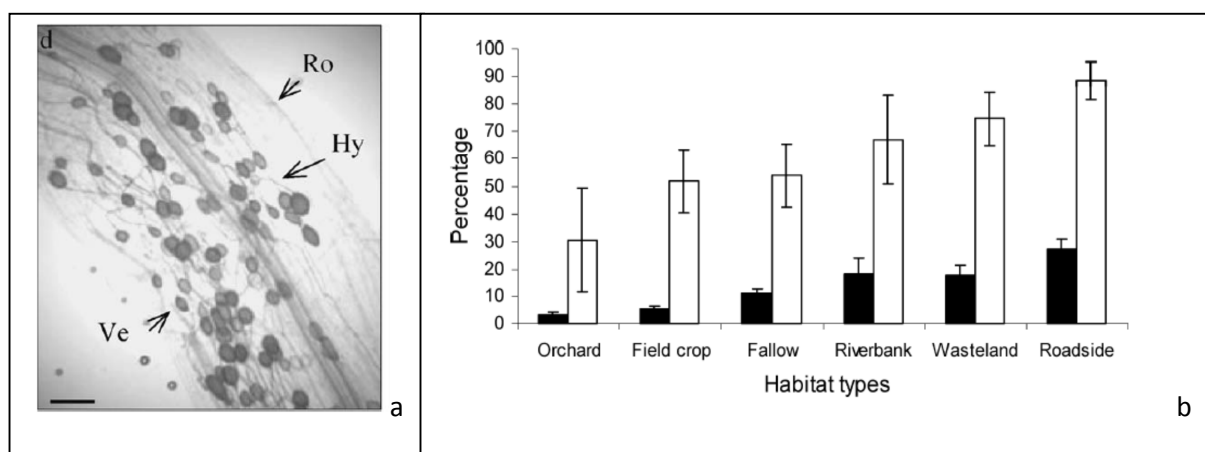 d
Ro
Hy
Ve
a
100
90
80
70
60
50
40
30
20
10
0
Percentage
Orchard Field crop Fallow Riverbank Wasteland Roadside
Habitat types
b